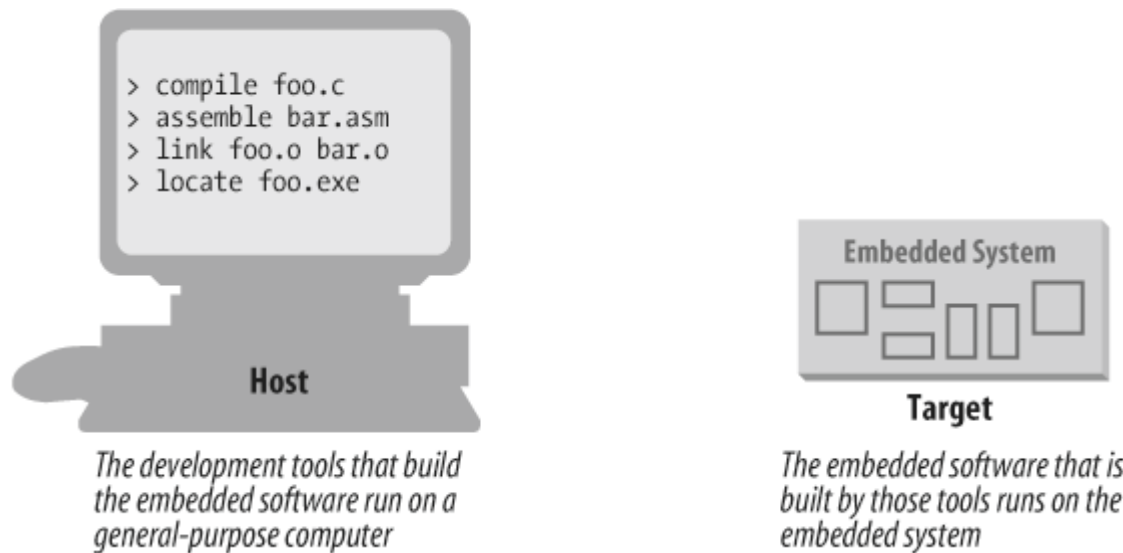 > compile foo.c
> assemble bar.asm
> link foo.o bar.o
> locate foo.exe
Host
The development tools that build
the embedded software run on a
general-purpose computer
Embedded System
Target
The embedded software that is
built by those tools runs on the
embedded system